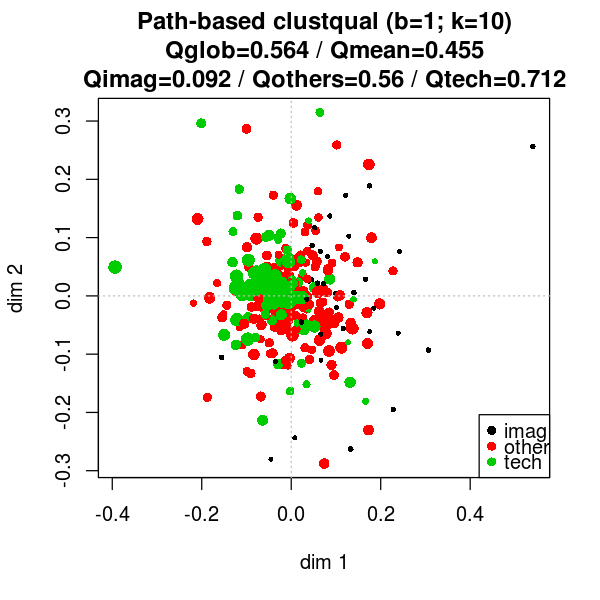 Path-based clustqual (b=1; k=10)
Qglob=0.564 / Qmean=0.455
Qimag=0.092 / Qothers=0.56 / Qtech=0.712
0.3
0.2
0.1
0.0
-0.1
-0.2
-0.3
dim 2
imag
other
tech
-0.4
-0.2
0.0
0.2
0.4
dim 1